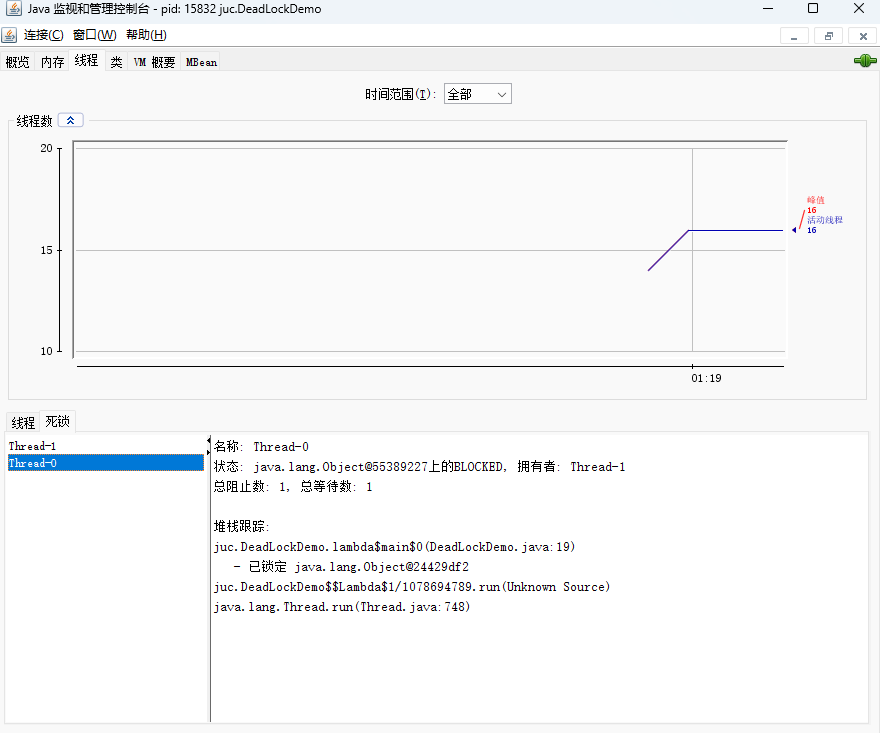 Java 监视和管理控制台 - pid: 15832 juc.DeadLockDemo
连接(C) 窗口(W) 帮助(H)
概览 内存 线程 类 VM 概要 MBean
时间范围(T): 全部
线程数
20
15
10
峰值
16
活动线程
16
01:19
线程 死锁
Thread-1
Thread-0
名称: Thread-0
状态: java.lang.Object@55389227上的BLOCKED, 拥有者: Thread-1
总阻止数: 1, 总等待数: 1
堆栈跟踪:
juc.DeadLockDemo.lambda$main$0(DeadLockDemo.java:19)
- 已锁定 java.lang.Object@24429df2
juc.DeadLockDemo$$Lambda$1/1078694789.run(Unknown Source)
java.lang.Thread.run(Thread.java:748)